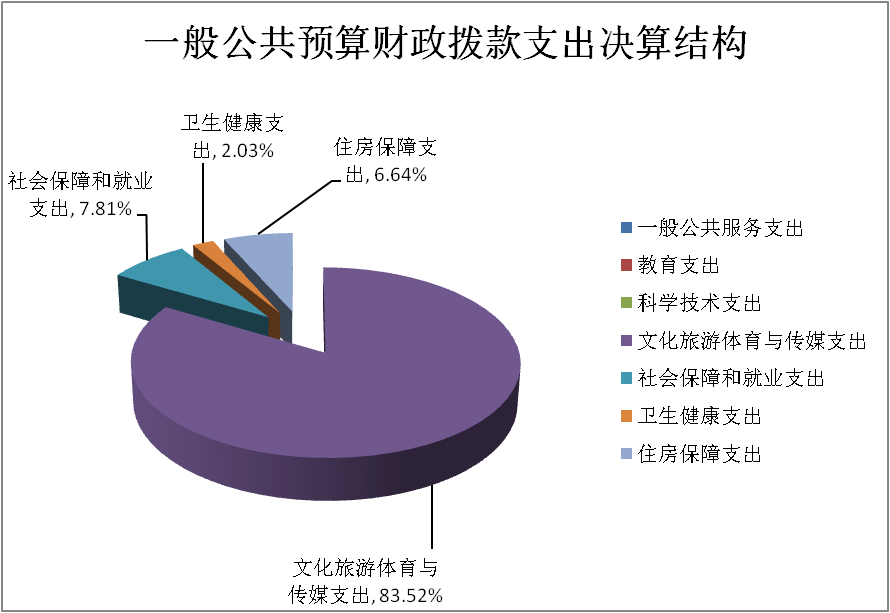 一般公共预算财政拨款支出决算结构
卫生健康支
出, 2.03%
住房保障支
出, 6.64%
社会保障和就业
支出, 7.81%
一般公共服务支出
教育支出
科学技术支出
文化旅游体育与传媒支出
社会保障和就业支出
卫生健康支出
住房保障支出
文化旅游体育与
传媒支出, 83.52%